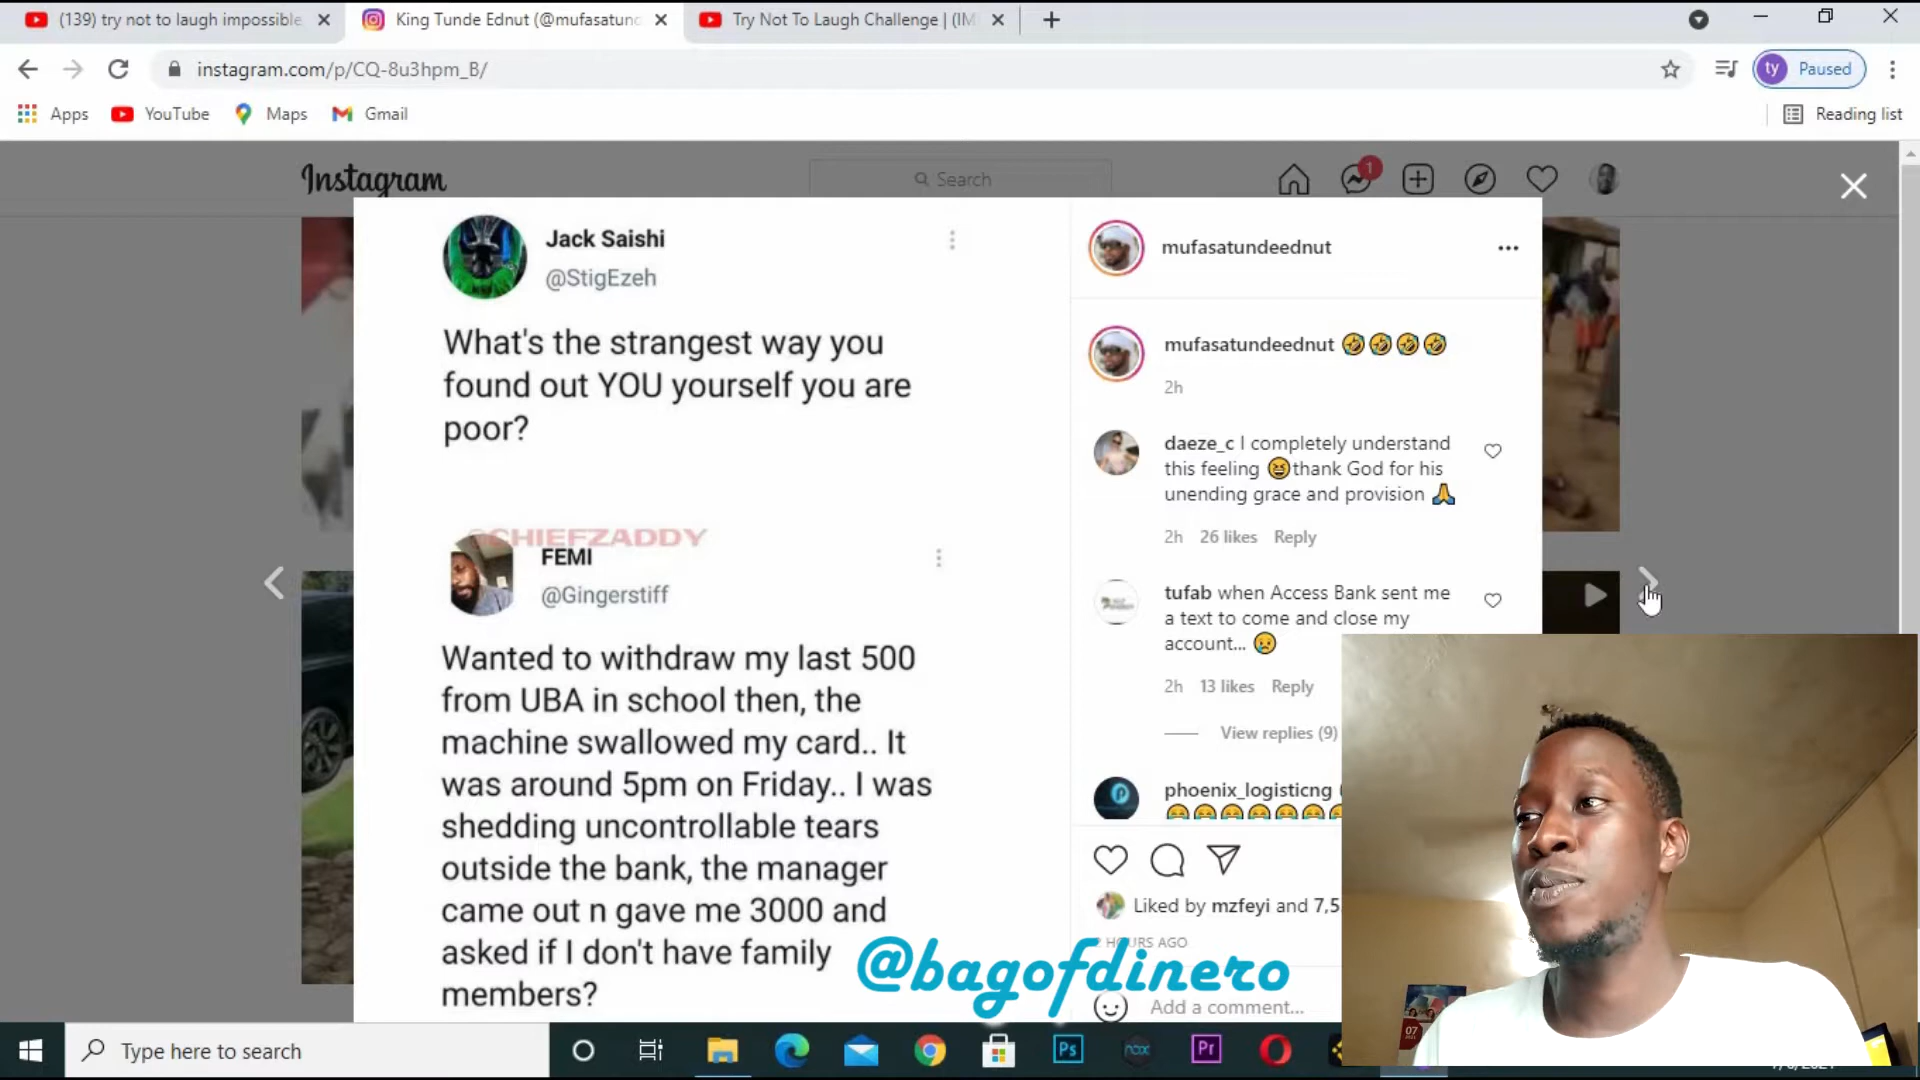 (139) try not to laugh impossible
King Tunde Ednut (@mufasatund
Try Not To Laugh Challenge | (IM
instagram.com/p/CQ-8u3hpm_B/
ty Paused
Apps YouTube Maps Gmail
Reading list
Instagram
Search
1
Jack Saishi
@StigEzeh
What's the strangest way you
found out YOU yourself you are
poor?
@CHIEFZADDY
FEMI
@Gingerstiff
Wanted to withdraw my last 500
from UBA in school then, the
machine swallowed my card.. It
was around 5pm on Friday.. I was
shedding uncontrollable tears
outside the bank, the manager
came out n gave me 3000 and
asked if I don't have family
members?
mufasatundeednut
mufasatundeednut 🤣🤣🤣🤣
2h
daeze_c I completely understand
this feeling 😆thank God for his
unending grace and provision 🙏
2h 26 likes Reply
tufab when Access Bank sent me
a text to come and close my
account... 😢
2h 13 likes Reply
View replies (9)
phoenix_logisticng
Liked by mzfeyi and 7,5
HOURS AGO
Add a comment...
@bagofdinero
Type here to search
Ps
nox
Pr
07